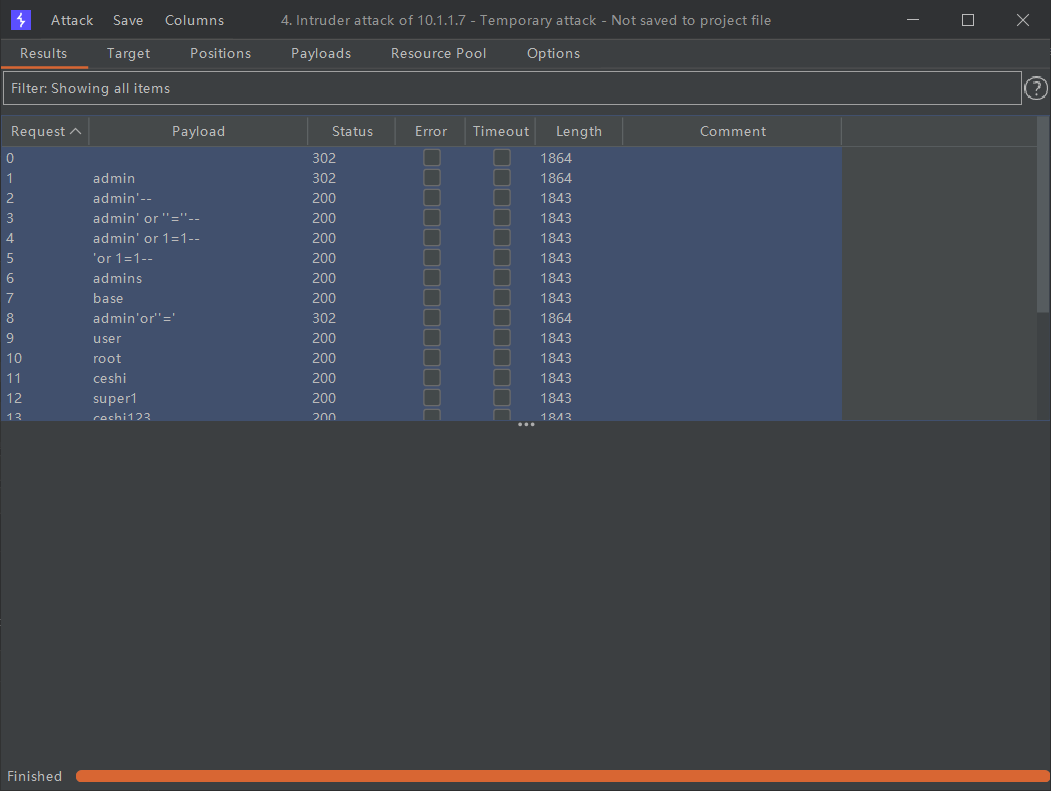 Attack Save Columns 4. Intruder attack of 10.1.1.7 - Temporary attack - Not saved to project file
Results Target Positions Payloads Resource Pool Options
Filter: Showing all items ?
Request Payload Status Error Timeout Length Comment
0 302 1864
1 admin 302 1864
2 admin'-- 200 1843
3 admin' or ''=''-- 200 1843
4 admin' or 1=1-- 200 1843
5 'or 1=1-- 200 1843
6 admins 200 1843
7 base 200 1843
8 admin'or''=' 302 1864
9 user 200 1843
10 root 200 1843
11 ceshi 200 1843
12 super1 200 1843
13 ceshi123 200 1843
Finished